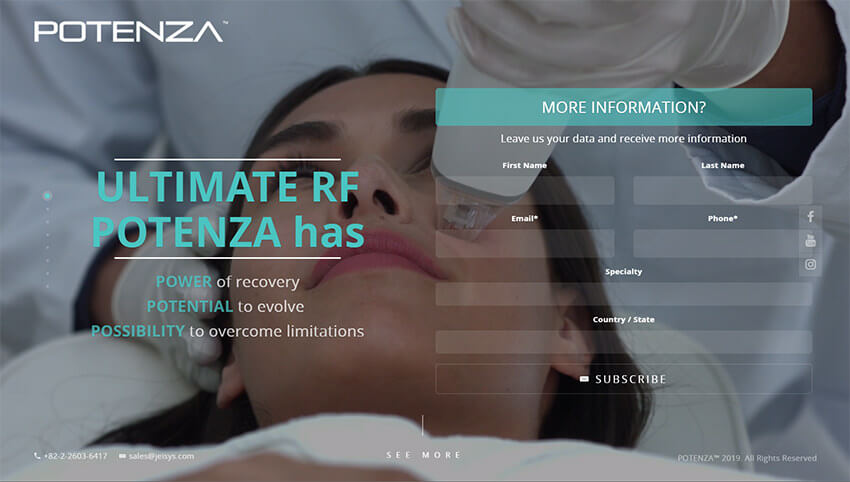 POTENZA™
ULTIMATE RF
POTENZA has
POWER of recovery
POTENTIAL to evolve
POSSIBILITY to overcome limitations
MORE INFORMATION?
Leave us your data and receive more information
First Name
Last Name
Email*
Phone*
Specialty
Country / State
SUBSCRIBE
+82-2-2603-6417
sales@jeisys.com
SEE MORE
POTENZA™ 2019. All Rights Reserved